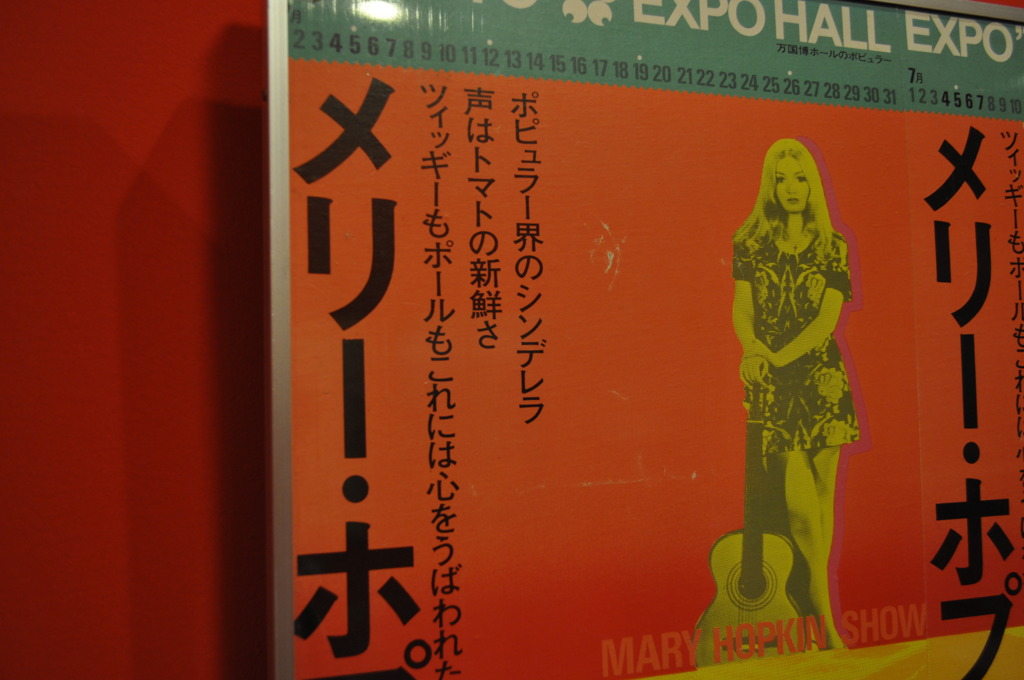 EXPO HALL EXPO"
万国博ホールのポピュラー
月
2 3 4 5 6 7 8 9 10 11 12 13 14 15 16 17 18 19 20 21 22 23 24 25 26 27 28 29 30 31
7月
1 2 3 4 5 6 7 8 9 10
ポピュラー界のシンデレラ
声はトマトの新鮮さ
ツィッギーもポールもこれには心をうばわれた
メリー・ホプ
MARY HOPKIN SHOW
ツィッギーもポールもこれには心を
メリー・ホプ